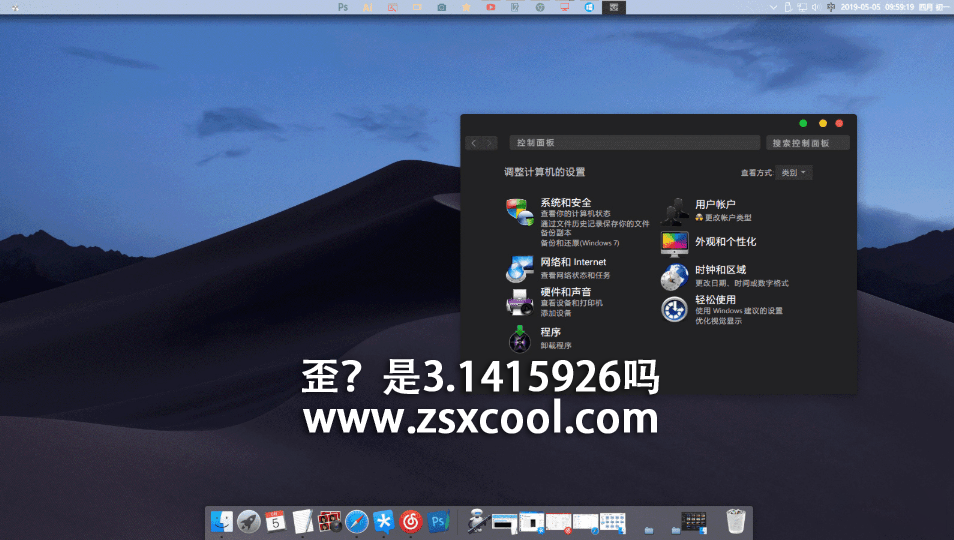 Ps
Ai
中
2019-05-05 09:59:19 四月 初一
控制面板
搜索控制面板
调整计算机的设置
查看方式: 类别
系统和安全
查看你的计算机状态
通过文件历史记录保存你的文件
备份副本
备份和还原(Windows 7)
网络和 Internet
查看网络状态和任务
硬件和声音
查看设备和打印机
添加设备
程序
卸载程序
用户帐户
更改帐户类型
外观和个性化
时钟和区域
更改日期、时间或数字格式
轻松使用
使用 Windows 建议的设置
优化视觉显示
歪？是3.1415926吗
www.zsxcool.com
5
Ps